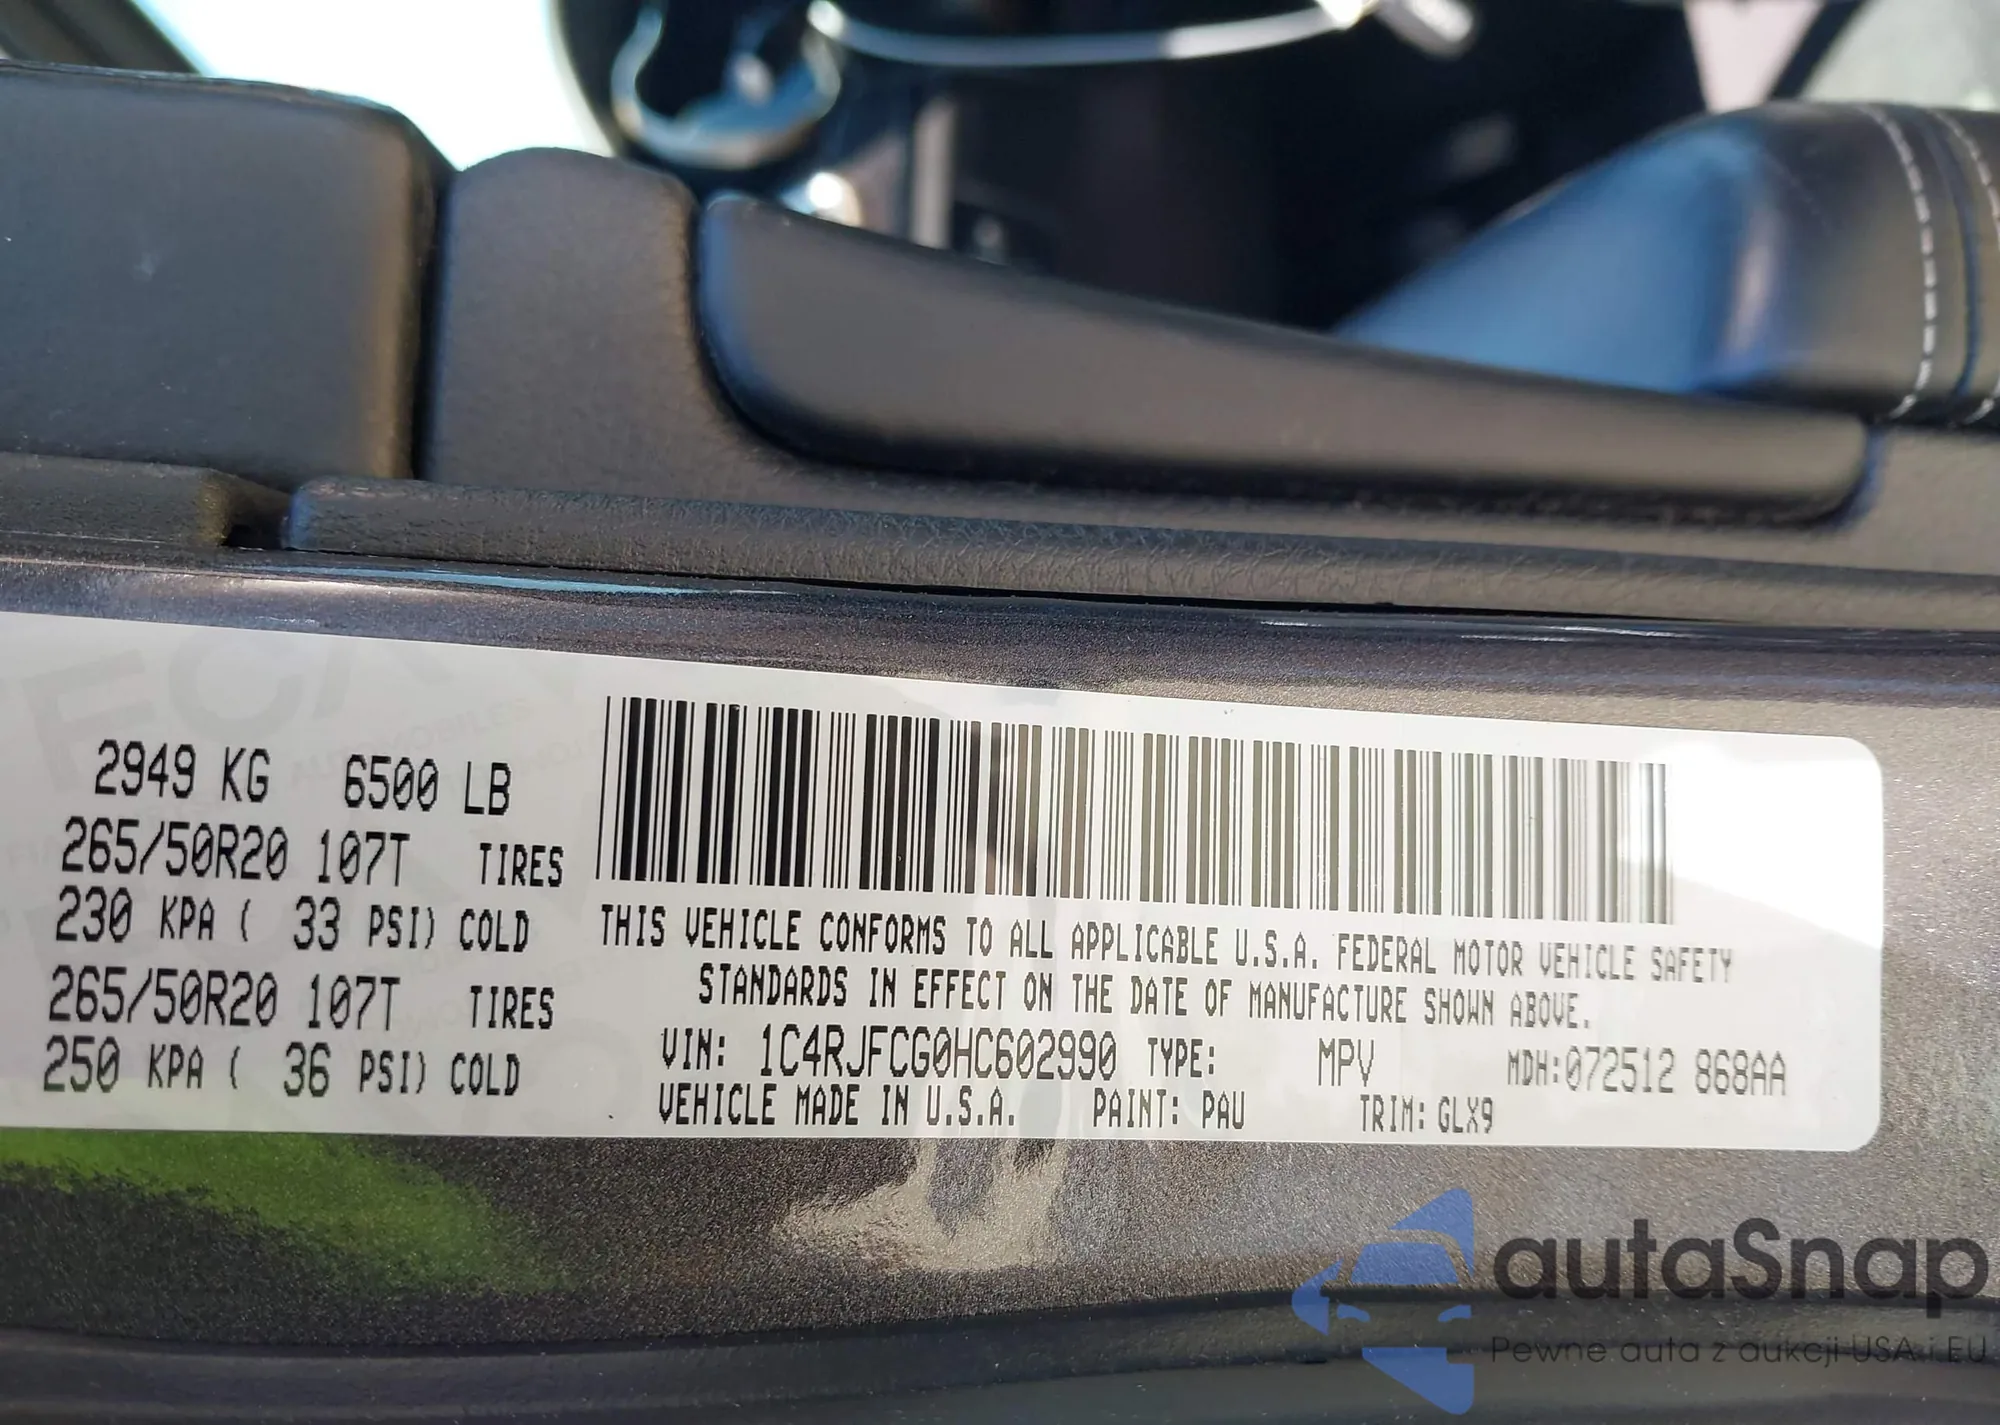 2949 KG 6500 LB
265/50R20 107T TIRES
230 KPA ( 33 PSI) COLD
265/50R20 107T TIRES
250 KPA ( 36 PSI) COLD
THIS VEHICLE CONFORMS TO ALL APPLICABLE U.S.A. FEDERAL MOTOR VEHICLE SAFETY
STANDARDS IN EFFECT ON THE DATE OF MANUFACTURE SHOWN ABOVE.
VIN: 1C4RJFCG0HC602990 TYPE: MPV MDH:072512 868AA
VEHICLE MADE IN U.S.A. PAINT: PAU TRIM: GLX9
autaSnap
Pewne auta z aukcji USA i EU